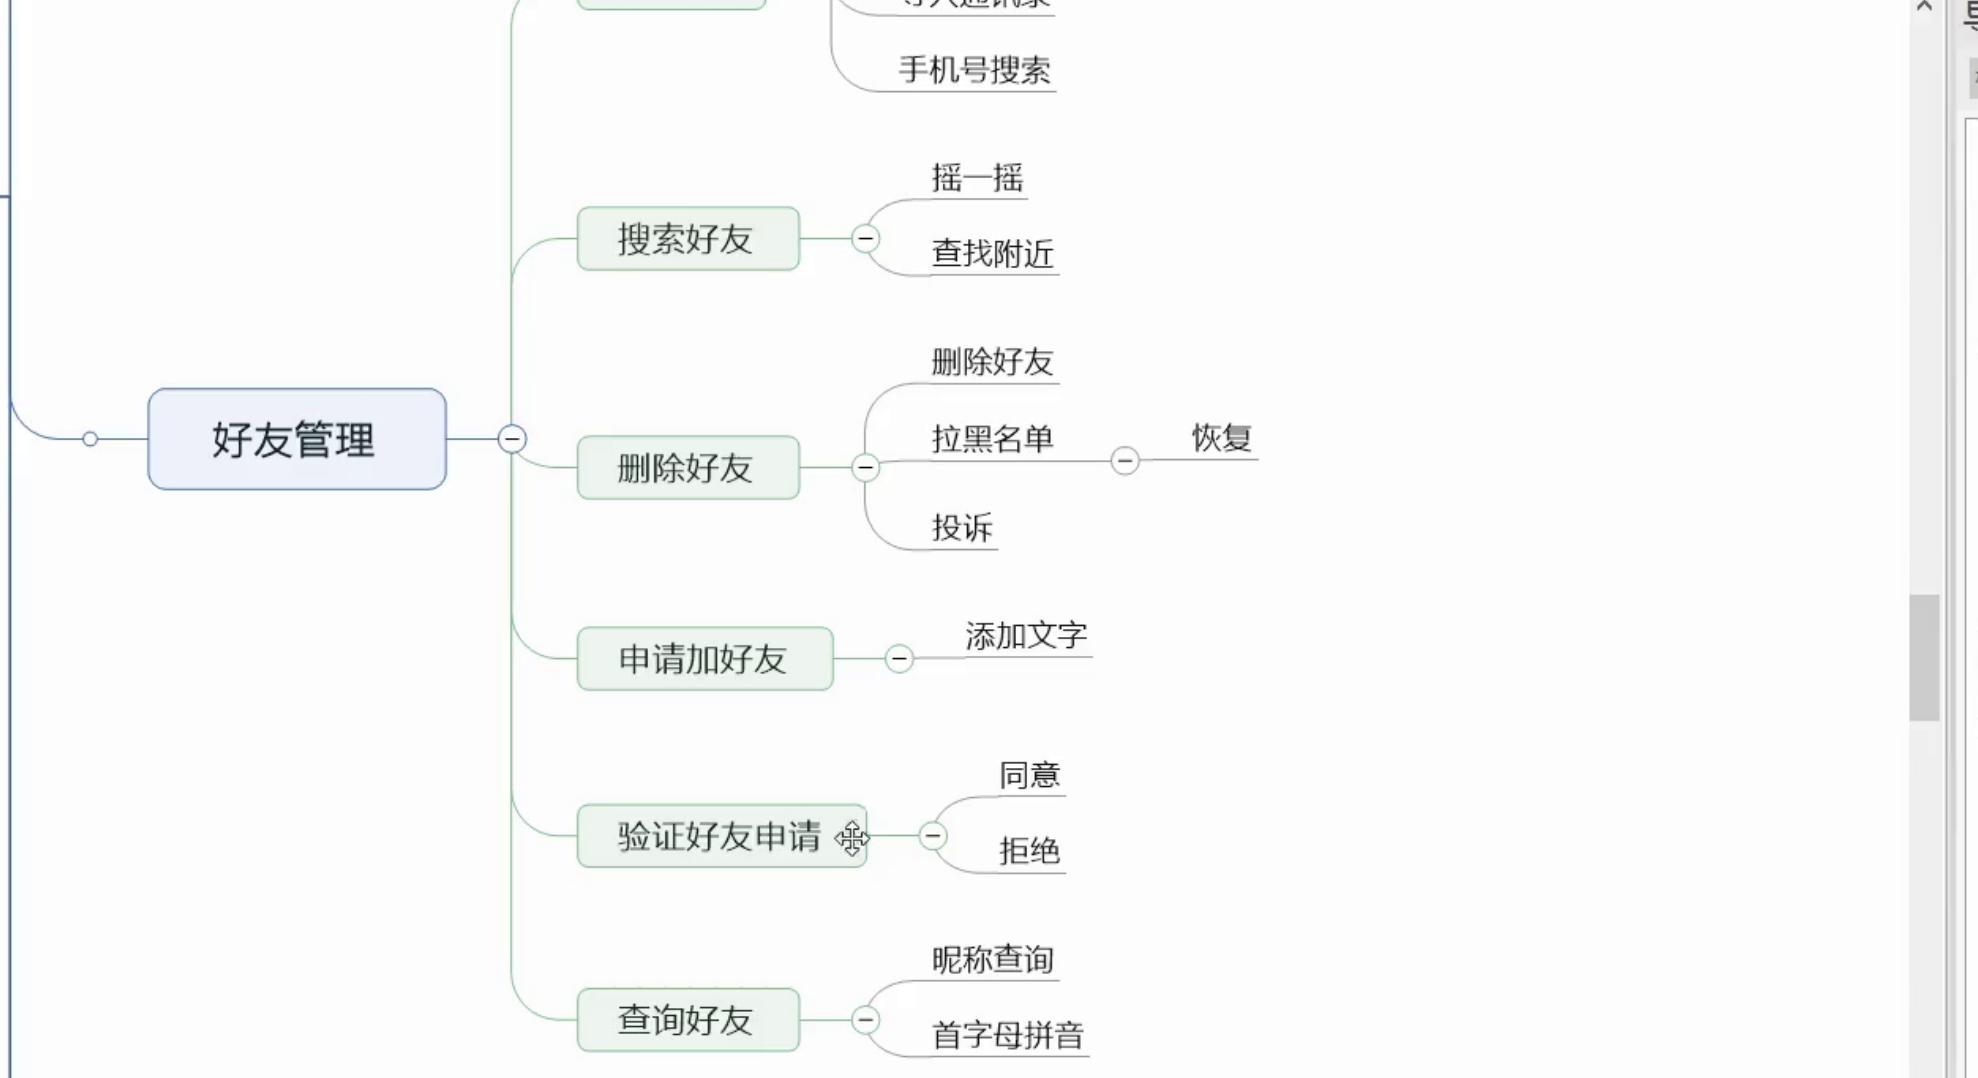 手机号搜索
摇一摇
搜索好友
查找附近
删除好友
好友管理
删除好友
拉黑名单
恢复
投诉
申请加好友
添加文字
同意
验证好友申请
拒绝
昵称查询
查询好友
首字母拼音